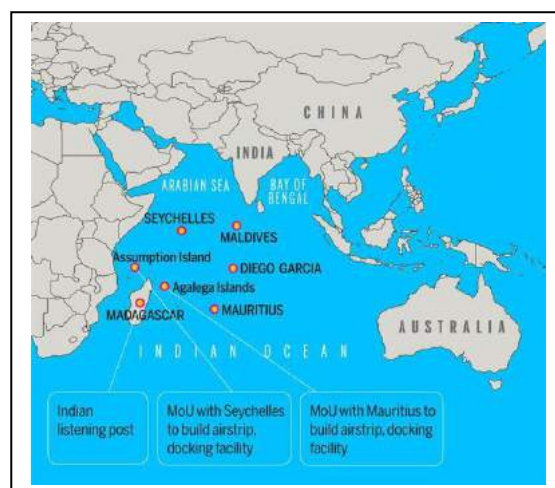 CHINA
INDIA
ARABIAN SEA
BAY OF
BENGAL
SEYCHELLES
MALDIVES
Assumption Island
DIEGO GARCIA
Agalega Islands
MADAGASCAR
MAURITIUS
AUSTRALIA
INDIAN OCEAN
Indian
listening post
MoU with Seychelles
to build airstrip,
docking facility
MoU with Mauritius to
build airstrip, docking
facility